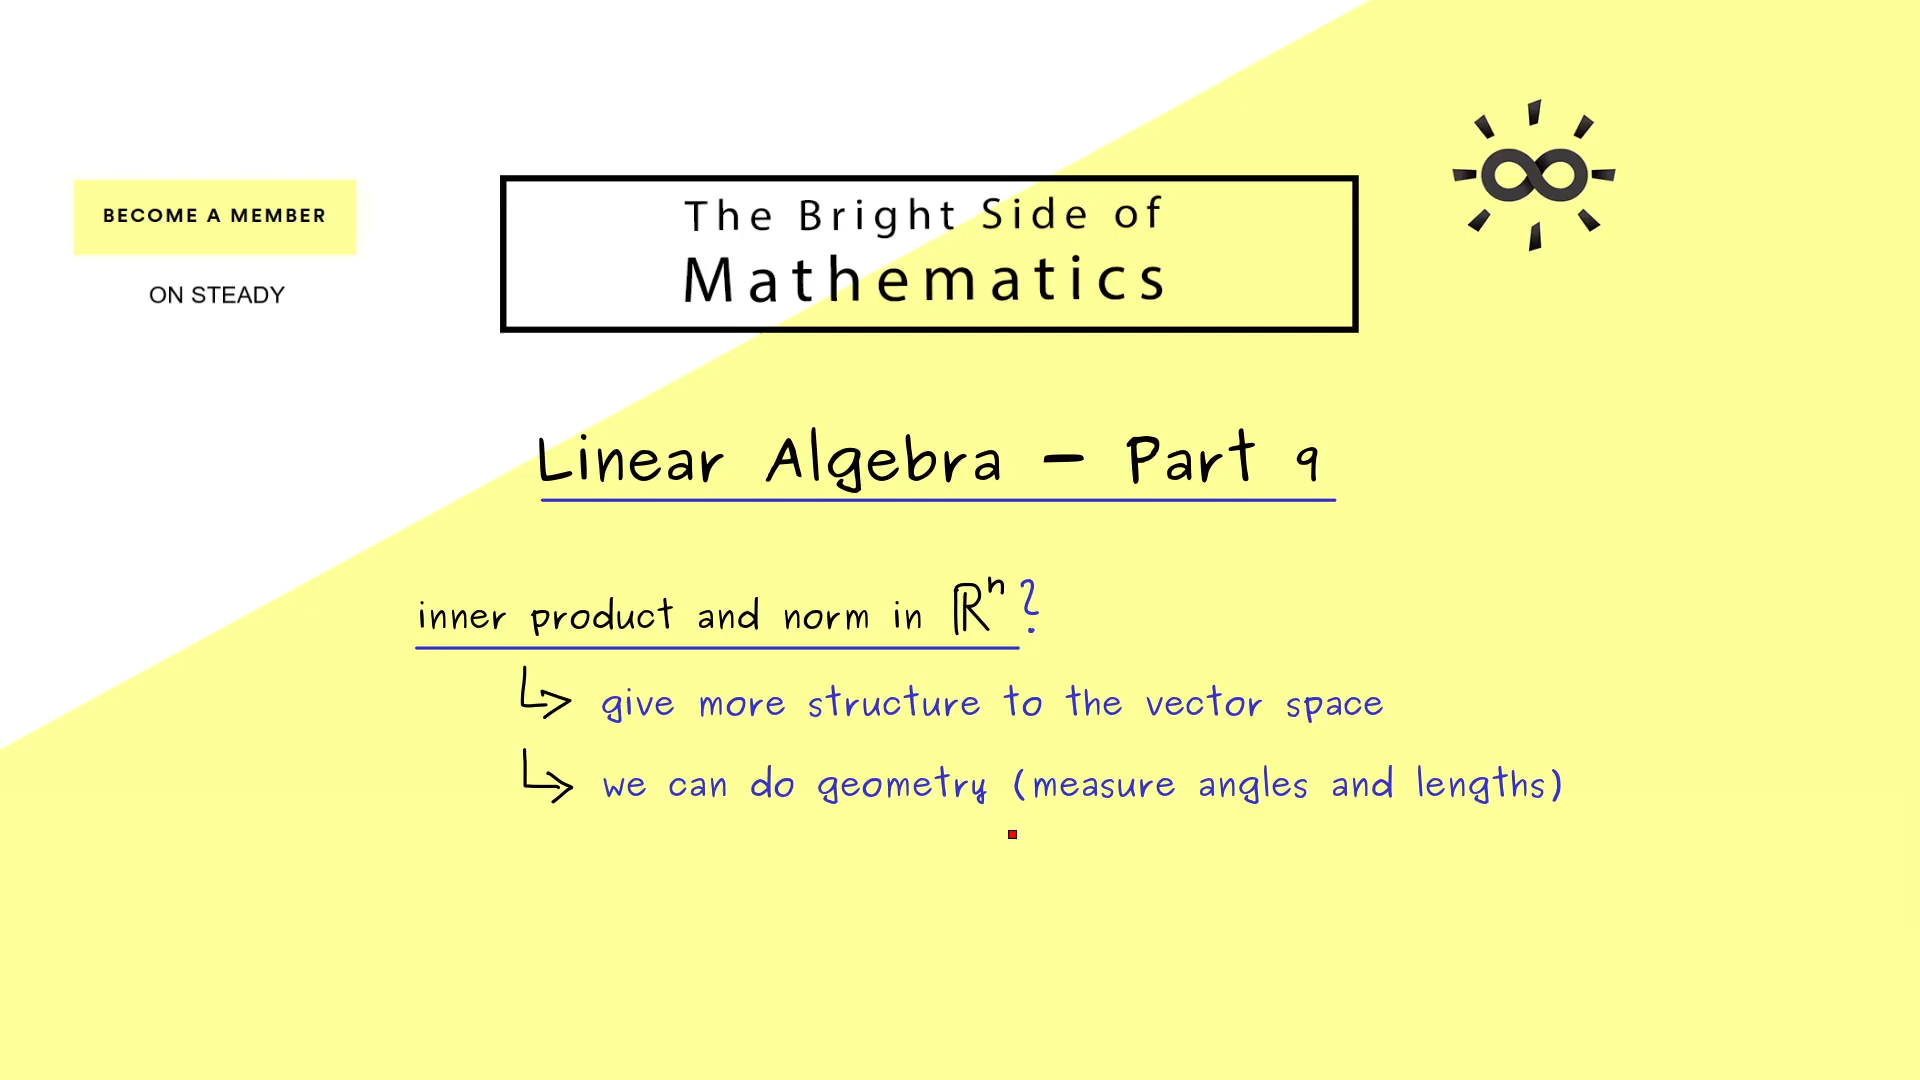 BECOME A MEMBER
ON STEADY
The Bright Side of
Mathematics
Linear Algebra – Part 9
inner product and norm in ℝⁿ?
↳ give more structure to the vector space
↳ we can do geometry (measure angles and lengths)